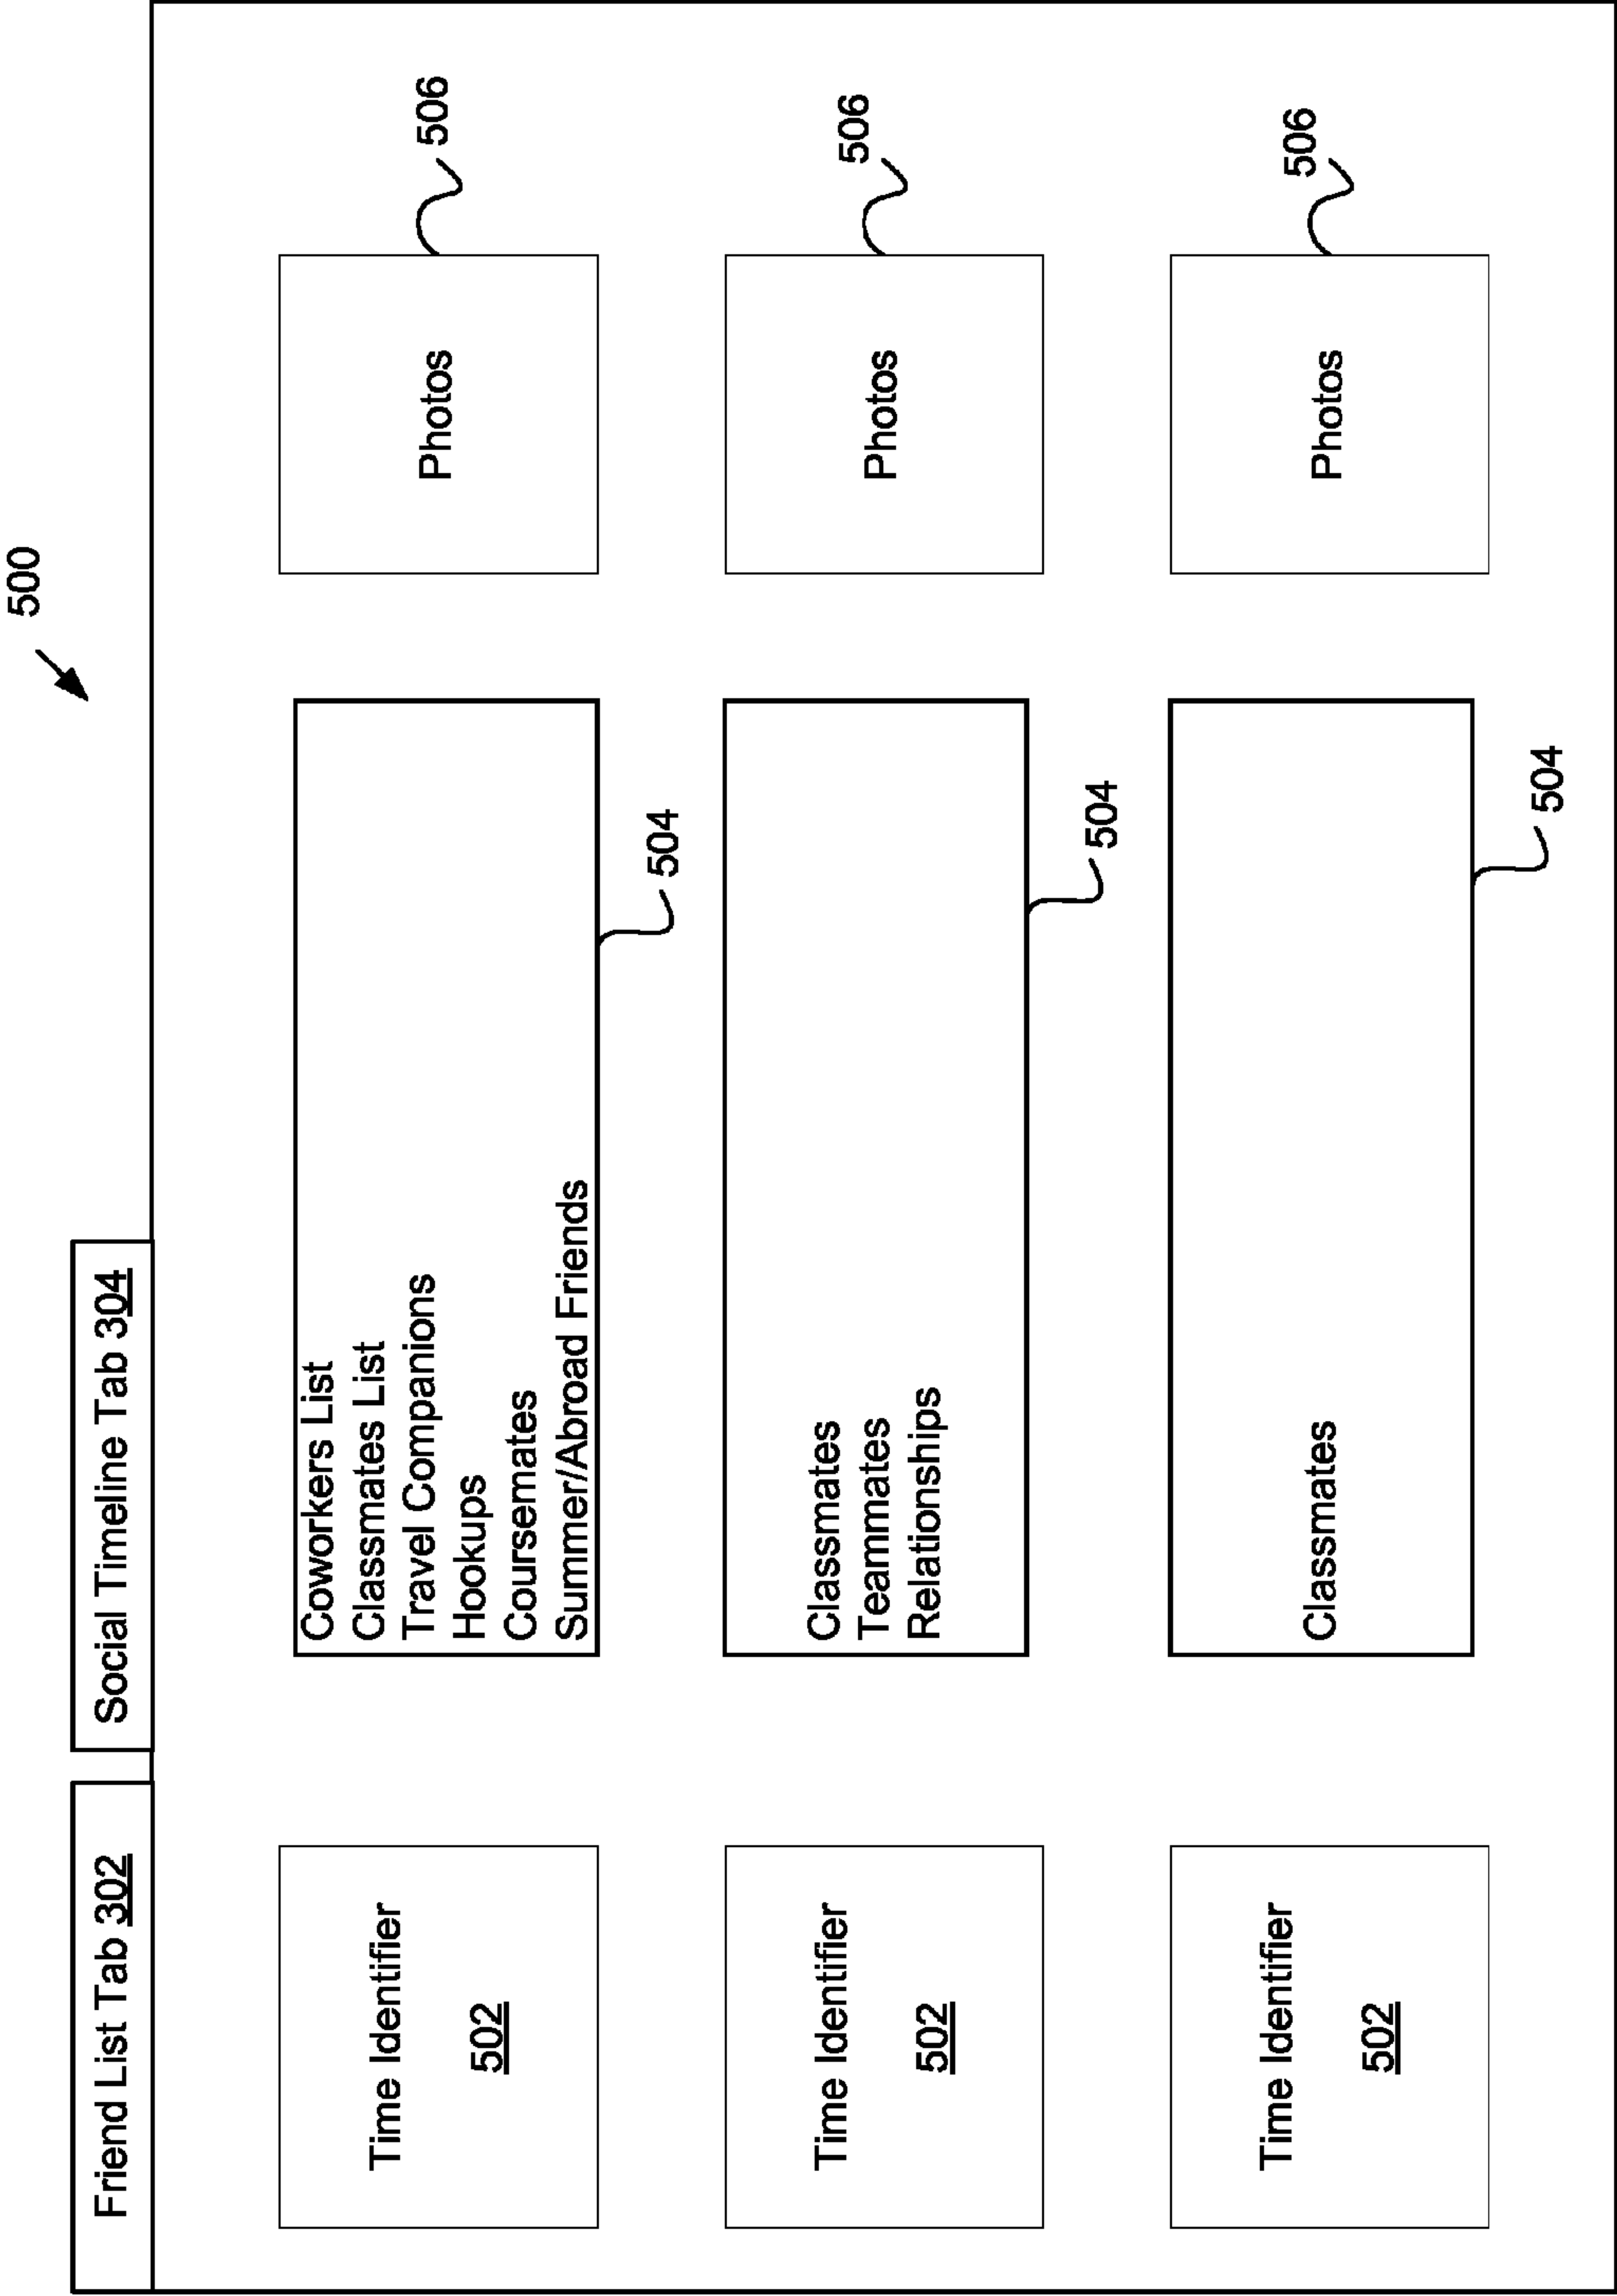 500
Friend List Tab 302
Social Timeline Tab 304
Time Identifier
502
Coworkers List
Classmates List
Travel Companions
Hookups
Coursemates
Summer/Abroad Friends
504
Photos
506
Time Identifier
502
Classmates
Teammates
Relationships
504
Photos
506
Time Identifier
502
Classmates
504
Photos
506